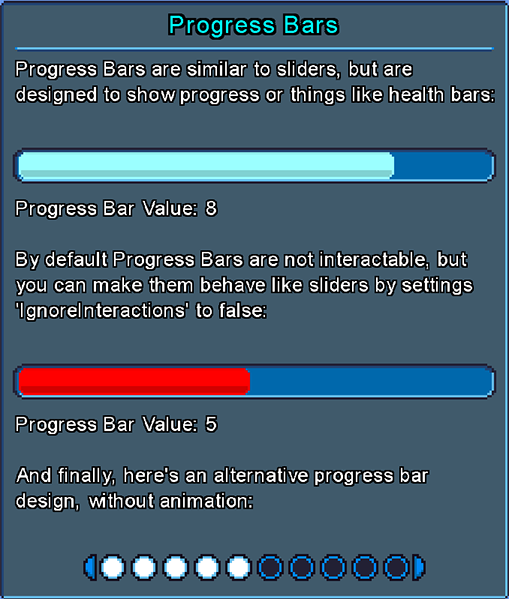 Progress Bars
Progress Bars are similar to sliders, but are
designed to show progress or things like health bars:
Progress Bar Value: 8
By default Progress Bars are not interactable, but
you can make them behave like sliders by settings
'IgnoreInteractions' to false:
Progress Bar Value: 5
And finally, here's an alternative progress bar
design, without animation: